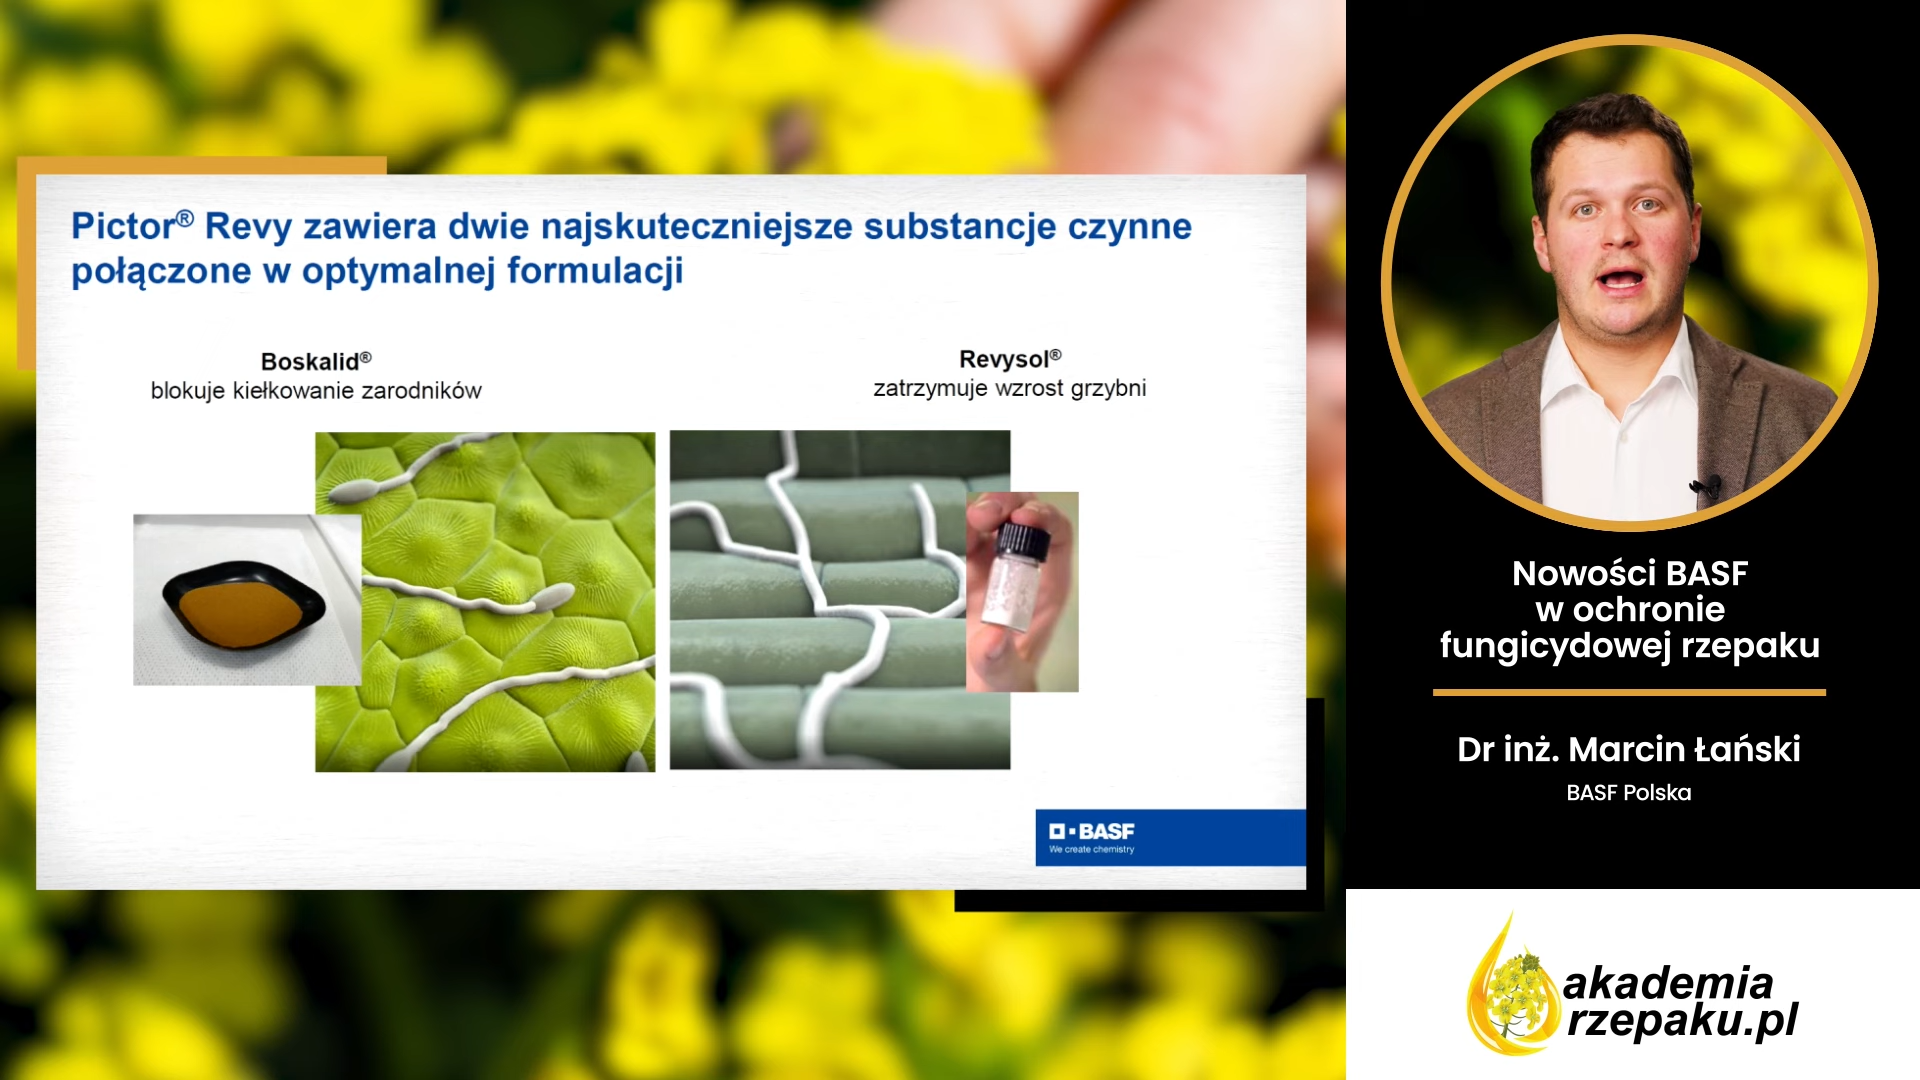 Pictor® Revy zawiera dwie najskuteczniejsze substancje czynne
połączone w optymalnej formulacji
Boskalid®
blokuje kiełkowanie zarodników
Revysol®
zatrzymuje wzrost grzybni
BASF
We create chemistry
Nowości BASF
w ochronie
fungicydowej rzepaku
Dr inż. Marcin Łański
BASF Polska
akademia
rzepaku.pl